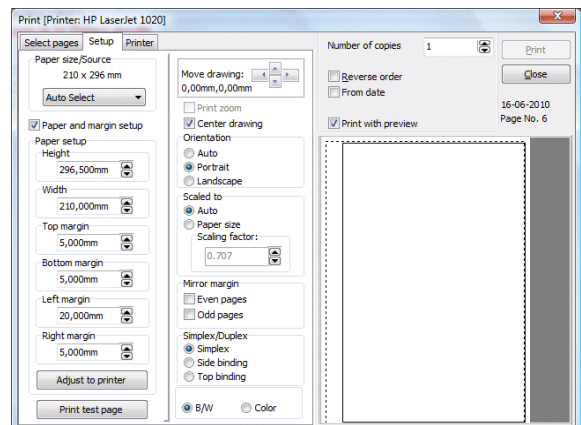 Print [Printer: HP LaserJet 1020]
Select pages
Setup
Printer
Paper size/Source
210 x 296 mm
Auto Select
Paper and margin setup
Paper setup
Height
296,500mm
Width
210,000mm
Top margin
5,000mm
Bottom margin
5,000mm
Left margin
20,000mm
Right margin
5,000mm
Adjust to printer
Print test page
Move drawing:
0,00mm,0,00mm
Print zoom
Center drawing
Orientation
Auto
Portrait
Landscape
Scaled to
Auto
Paper size
Scaling factor:
0.707
Mirror margin
Even pages
Odd pages
Simplex/Duplex
Simplex
Side binding
Top binding
B/W
Color
Number of copies
1
Print
Reverse order
From date
Close
16-06-2010
Page No. 6
Print with preview